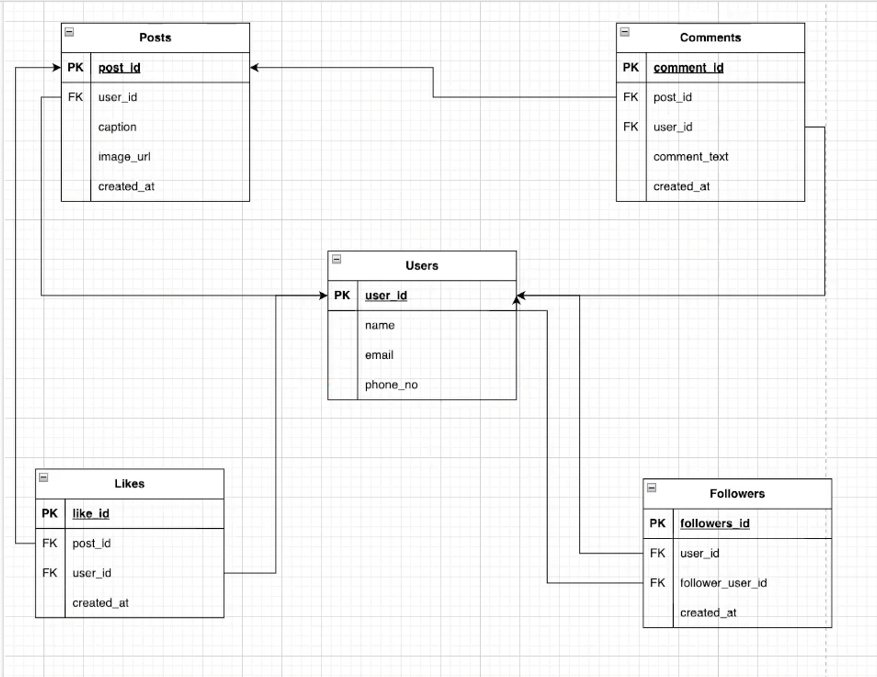 Posts
PK post_id
FK user_id
caption
image_url
created_at
Comments
PK comment_id
FK post_id
FK user_id
comment_text
created_at
Users
PK user_id
name
email
phone_no
Likes
PK like_id
FK post_id
FK user_id
created_at
Followers
PK followers_id
FK user_id
FK follower_user_id
created_at